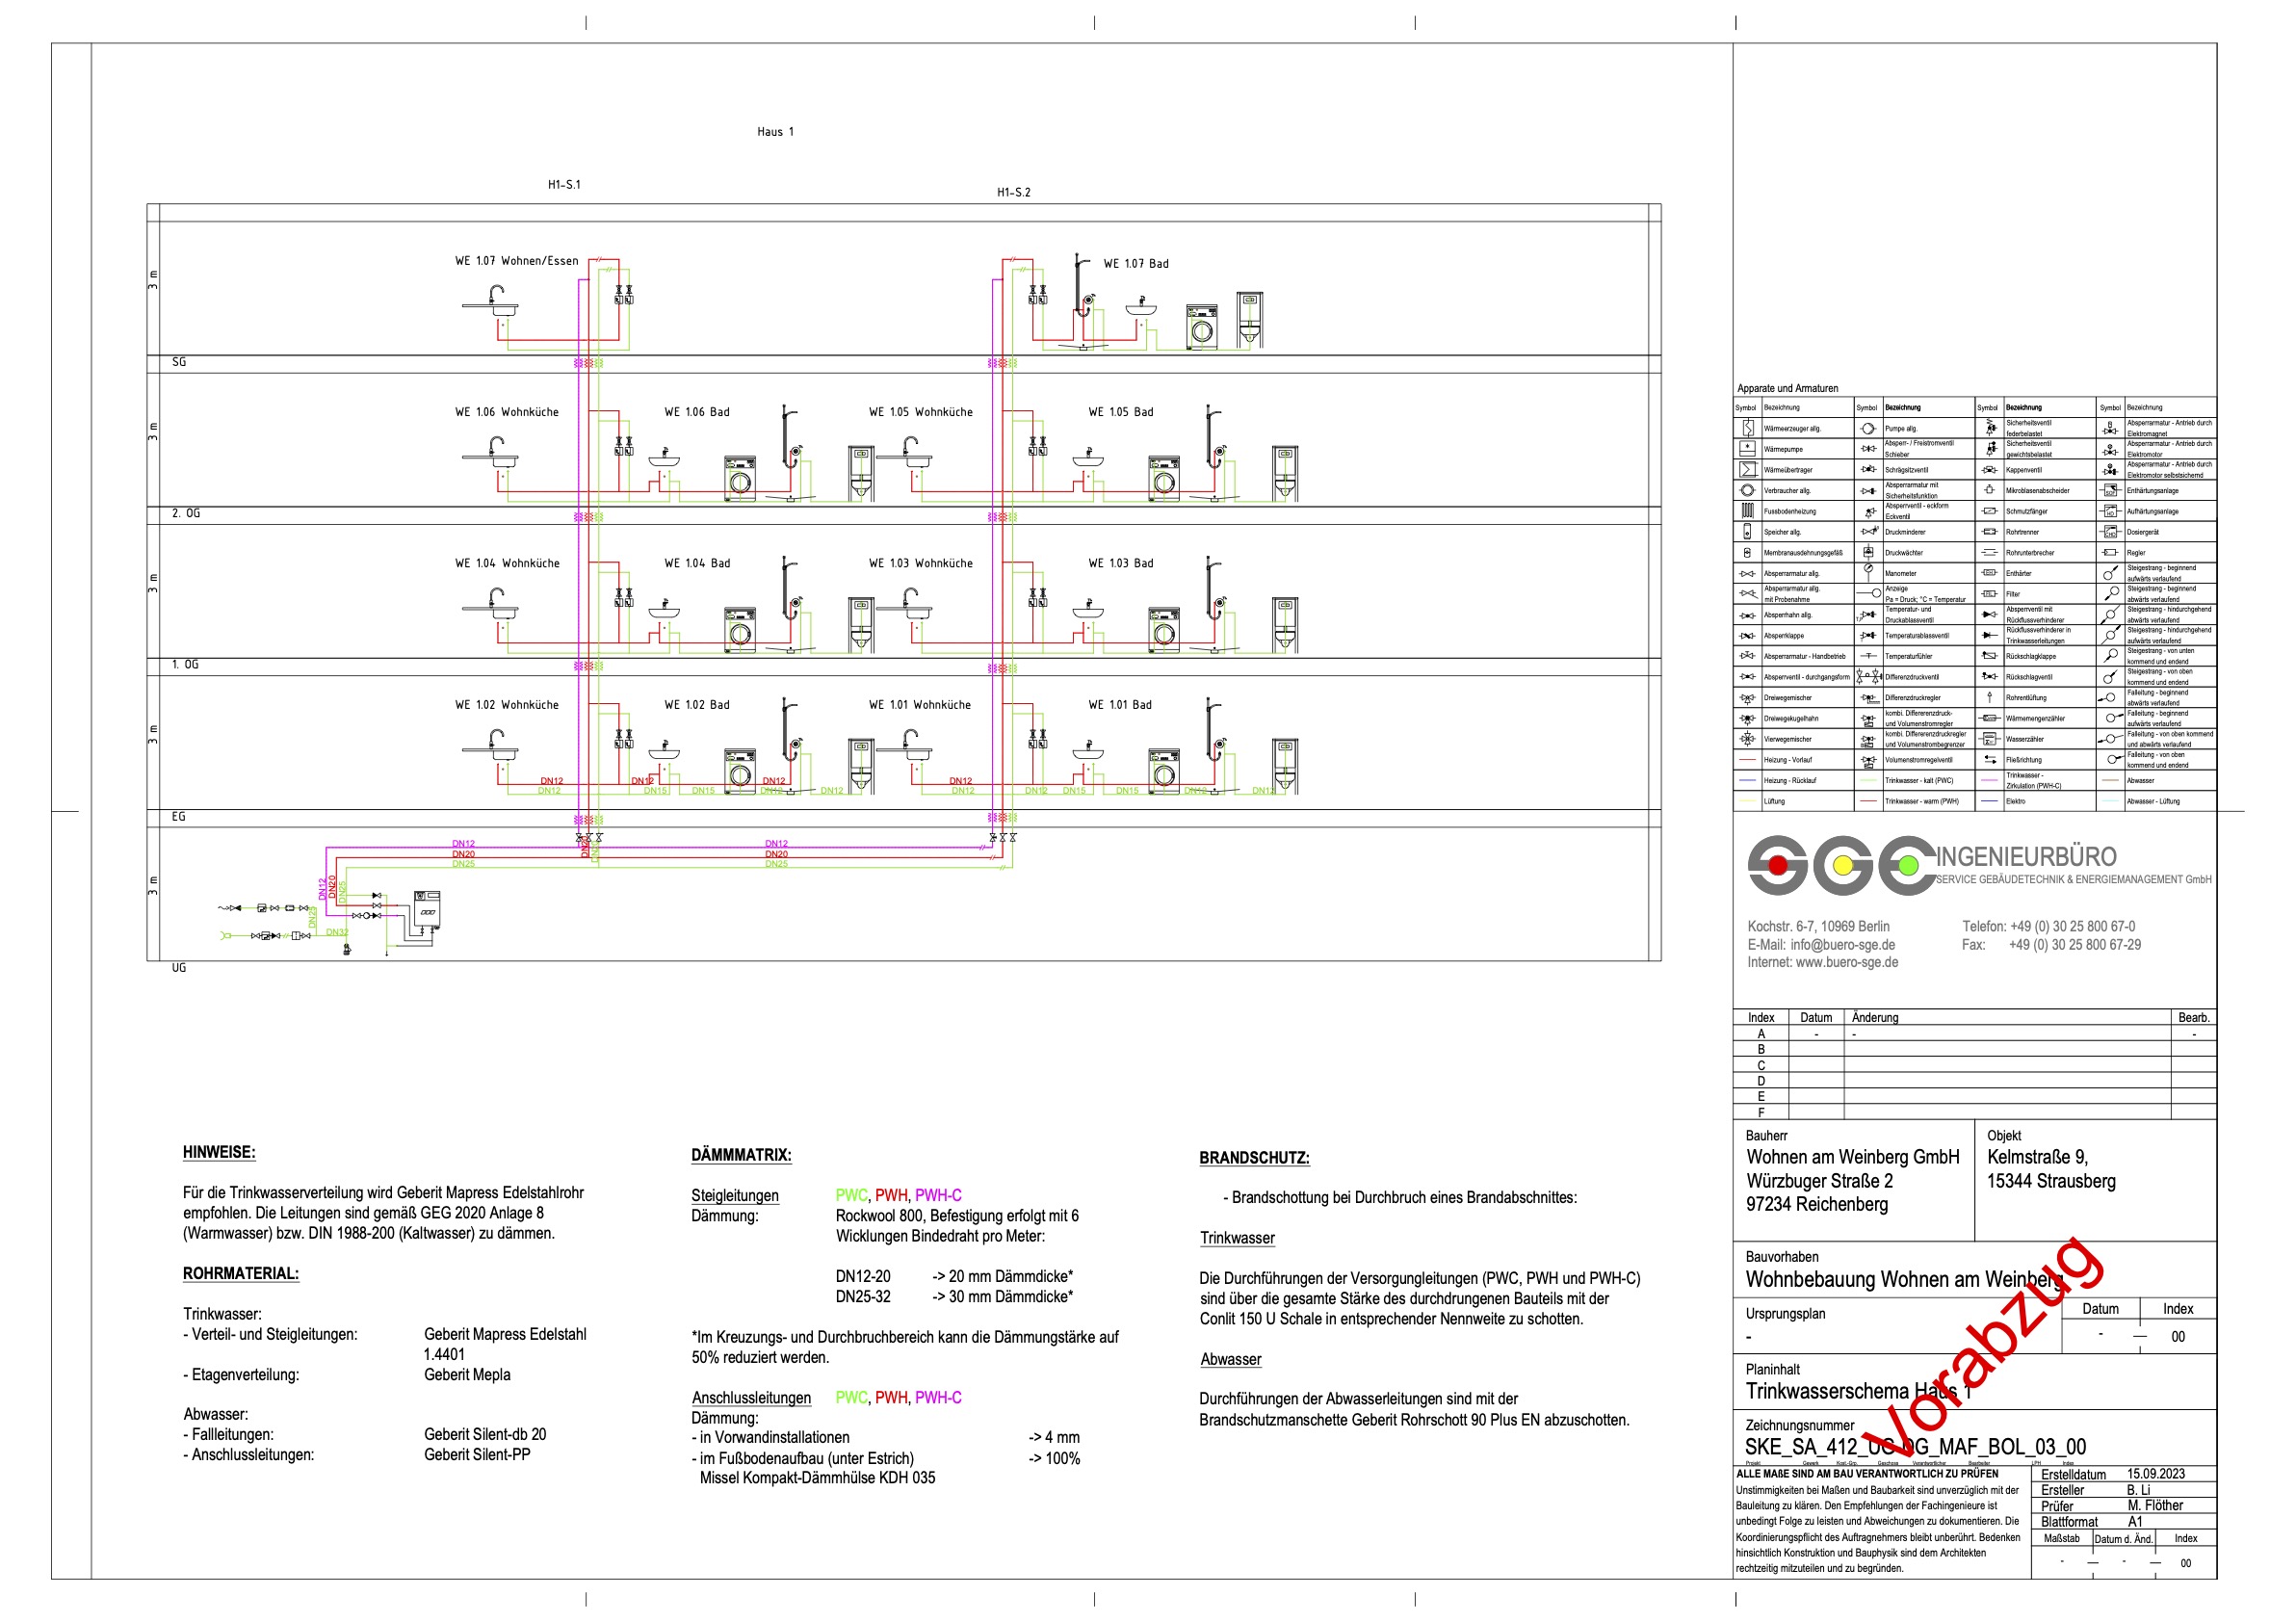 Haus 1
H1-S.1
H1-S.2
3 m
WE 1.07 Wohnen/Essen
WE 1.07 Bad
SG
3 m
WE 1.06 Wohnküche
WE 1.06 Bad
WE 1.05 Wohnküche
WE 1.05 Bad
2. OG
3 m
WE 1.04 Wohnküche
WE 1.04 Bad
WE 1.03 Wohnküche
WE 1.03 Bad
1. OG
3 m
WE 1.02 Wohnküche
WE 1.02 Bad
WE 1.01 Wohnküche
WE 1.01 Bad
DN12 DN12 DN12 DN12
DN12 DN15 DN15 DN12 DN12 DN12 DN12 DN15 DN15 DN12 DN12
EG
3 m
DN12 DN12
DN20 DN20
DN25 DN25
DN12
DN20
DN25
DN25
DN32
UG
HINWEISE:
Für die Trinkwasserverteilung wird Geberit Mapress Edelstahlrohr
empfohlen. Die Leitungen sind gemäß GEG 2020 Anlage 8
(Warmwasser) bzw. DIN 1988-200 (Kaltwasser) zu dämmen.
ROHRMATERIAL:
Trinkwasser:
- Verteil- und Steigleitungen: Geberit Mapress Edelstahl
1.4401
- Etagenverteilung: Geberit Mepla
Abwasser:
- Fallleitungen: Geberit Silent-db 20
- Anschlussleitungen: Geberit Silent-PP
DÄMMMATRIX:
Steigleitungen PWC, PWH, PWH-C
Dämmung: Rockwool 800, Befestigung erfolgt mit 6
Wicklungen Bindedraht pro Meter:
DN12-20 -> 20 mm Dämmdicke*
DN25-32 -> 30 mm Dämmdicke*
*Im Kreuzungs- und Durchbruchbereich kann die Dämmungstärke auf
50% reduziert werden.
Anschlussleitungen PWC, PWH, PWH-C
Dämmung:
- in Vorwandinstallationen -> 4 mm
- im Fußbodenaufbau (unter Estrich) -> 100%
Missel Kompakt-Dämmhülse KDH 035
BRANDSCHUTZ:
- Brandschottung bei Durchbruch eines Brandabschnittes:
Trinkwasser
Die Durchführungen der Versorgungleitungen (PWC, PWH und PWH-C)
sind über die gesamte Stärke des durchdrungenen Bauteils mit der
Conlit 150 U Schale in entsprechender Nennweite zu schotten.
Abwasser
Durchführungen der Abwasserleitungen sind mit der
Brandschutzmanschette Geberit Rohrschott 90 Plus EN abzuschotten.
Apparate und Armaturen
Symbol Bezeichnung Symbol Bezeichnung Symbol Bezeichnung Symbol Bezeichnung
Wärmeerzeuger allg.
Pumpe allg.
Sicherheitsventil
federbelastet
Absperrarmatur - Antrieb durch
Elektromagnet
Wärmepumpe
Absperr- / Freistromventil
Schieber
Sicherheitsventil
gewichtsbelastet
Absperrarmatur - Antrieb durch
Elektromotor
Wärmeübertrager
Schrägsitzventil
Kappenventil
Absperrarmatur - Antrieb durch
Elektromotor selbstsichernd
Verbraucher allg.
Absperrarmatur mit
Sicherheitsfunktion
Mikroblasenabscheider
Enthärtungsanlage
Fussbodenheizung
Absperrventil - eckform
Eckventil
Schmutzfänger
Aufhärtungsanlage
Speicher allg.
Druckminderer
Rohrtrenner
Dosiergerät
Membranausdehnungsgefäß
Druckwächter
Rohrunterbrecher
Regler
Absperrarmatur allg.
Manometer
Enthärter
Steigestrang - beginnend
aufwärts verlaufend
Absperrarmatur allg.
mit Probenahme
Anzeige
Pa = Druck; °C = Temperatur
Filter
Steigestrang - beginnend
abwärts verlaufend
Absperrhahn allg.
Temperatur- und
Druckablassventil
Absperrventil mit
Rückflussverhinderer
Steigestrang - hindurchgehend
abwärts verlaufend
Absperrklappe
Temperaturablassventil
Rückflussverhinderer in
Trinkwasserleitungen
Steigestrang - hindurchgehend
aufwärts verlaufend
Absperrarmatur - Handbetrieb
Temperaturfühler
Rückschlagklappe
Steigestrang - von unten
kommend und endend
Absperrventil - durchgangsform
Differenzdruckventil
Rückschlagventil
Steigestrang - von oben
kommend und endend
Dreiwegemischer
Differenzdruckregler
Rohrentlüftung
Falleitung - beginnend
abwärts verlaufend
Dreiwegekugelhahn
kombi. Differerenzdruck-
und Volumenstromregler
Wärmemengenzähler
Falleitung - beginnend
aufwärts verlaufend
Vierwegemischer
kombi. Differenzdruckregler
und Volumenstrombegrenzer
Wasserzähler
Falleitung - von oben kommend
und abwärts verlaufend
Heizung - Vorlauf
Volumenstromregelventil
Fließrichtung
Falleitung - von oben
kommend und endend
Heizung - Rücklauf
Trinkwasser - kalt (PWC)
Trinkwasser -
Zirkulation (PWH-C)
Abwasser
Lüftung
Trinkwasser - warm (PWH)
Elektro
Abwasser - Lüftung
SGE INGENIEURBÜRO
SERVICE GEBÄUDETECHNIK & ENERGIEMANAGEMENT GmbH
Kochstr. 6-7, 10969 Berlin Telefon: +49 (0) 30 25 800 67-0
E-Mail: info@buero-sge.de Fax: +49 (0) 30 25 800 67-29
Internet: www.buero-sge.de
Index Datum Änderung Bearb.
A - - -
B
C
D
E
F
Bauherr
Wohnen am Weinberg GmbH
Würzbuger Straße 2
97234 Reichenberg
Objekt
Kelmstraße 9,
15344 Strausberg
Bauvorhaben
Wohnbebauung Wohnen am Weinberg
Ursprungsplan Datum Index
- - 00
Planinhalt
Trinkwasserschema Haus 1
Zeichnungsnummer
SKE_SA_412_UG-DG_MAF_BOL_03_00
Projekt Gewerk Kost.-Grp. Geschoss Verantwortlicher Bearbeiter LPH Index
Vorabzug
ALLE MAßE SIND AM BAU VERANTWORTLICH ZU PRÜFEN
Unstimmigkeiten bei Maßen und Baubarkeit sind unverzüglich mit der
Bauleitung zu klären. Den Empfehlungen der Fachingenieure ist
unbedingt Folge zu leisten und Abweichungen zu dokumentieren. Die
Koordinierungspflicht des Auftragnehmers bleibt unberührt. Bedenken
hinsichtlich Konstruktion und Bauphysik sind dem Architekten
rechtzeitig mitzuteilen und zu begründen.
Erstelldatum 15.09.2023
Ersteller B. Li
Prüfer M. Flöther
Blattformat A1
Maßstab Datum d. Änd. Index
- - 00